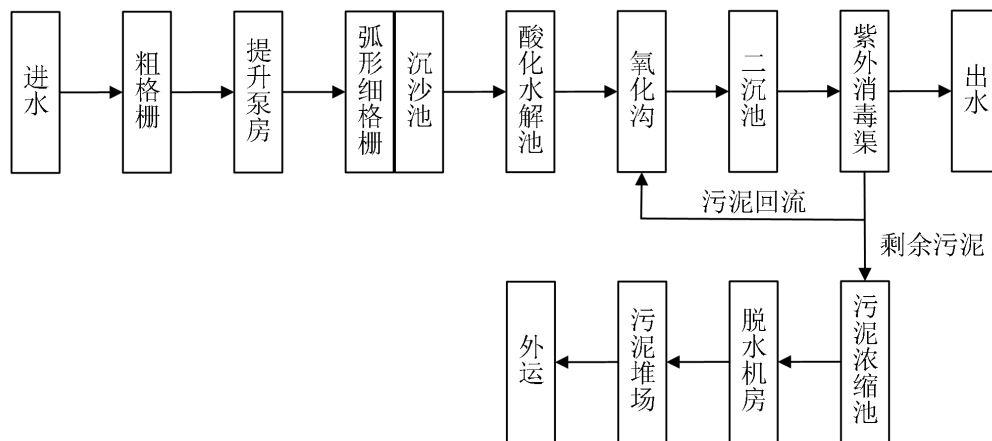 进水
粗格栅
提升泵房
弧形细格栅
沉沙池
酸化水解池
氧化沟
二沉池
紫外消毒渠
出水
污泥回流
剩余污泥
外运
污泥堆场
脱水机房
污泥浓缩池